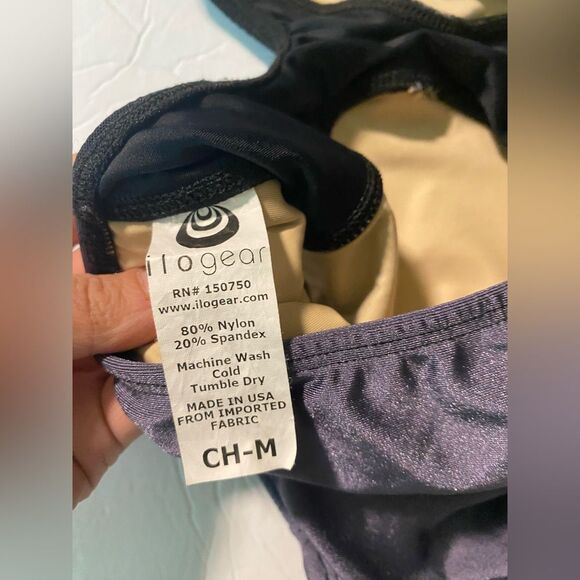 ilogear
RN# 150750
www.ilogear.com
80% Nylon
20% Spandex
Machine Wash
Cold
Tumble Dry
MADE IN USA
FROM IMPORTED
FABRIC
CH-M